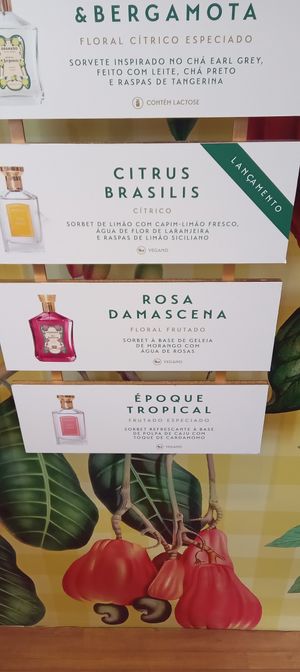 & BERGAMOTA
FLORAL CÍTRICO ESPECIADO
SORVETE INSPIRADO NO CHÁ EARL GREY,
FEITO COM LEITE, CHÁ PRETO
E RASPAS DE TANGERINA
CONTÉM LACTOSE
LANÇAMENTO
CITRUS
BRASILIS
CÍTRICO
SORBET DE LIMÃO COM CAPIM-LIMÃO FRESCO,
ÁGUA DE FLOR DE LARANJEIRA
E RASPAS DE LIMÃO SICILIANO
VEGANO
ROSA
DAMASCENA
FLORAL FRUTADO
SORBET À BASE DE GELEIA
DE MORANGO COM
ÁGUA DE ROSAS
VEGANO
ÉPOQUE
TROPICAL
FRUTADO ESPECIADO
SORBET REFRESCANTE À BASE
DE POLPA DE CAJU COM
TOQUE DE CARDAMOMO
VEGANO